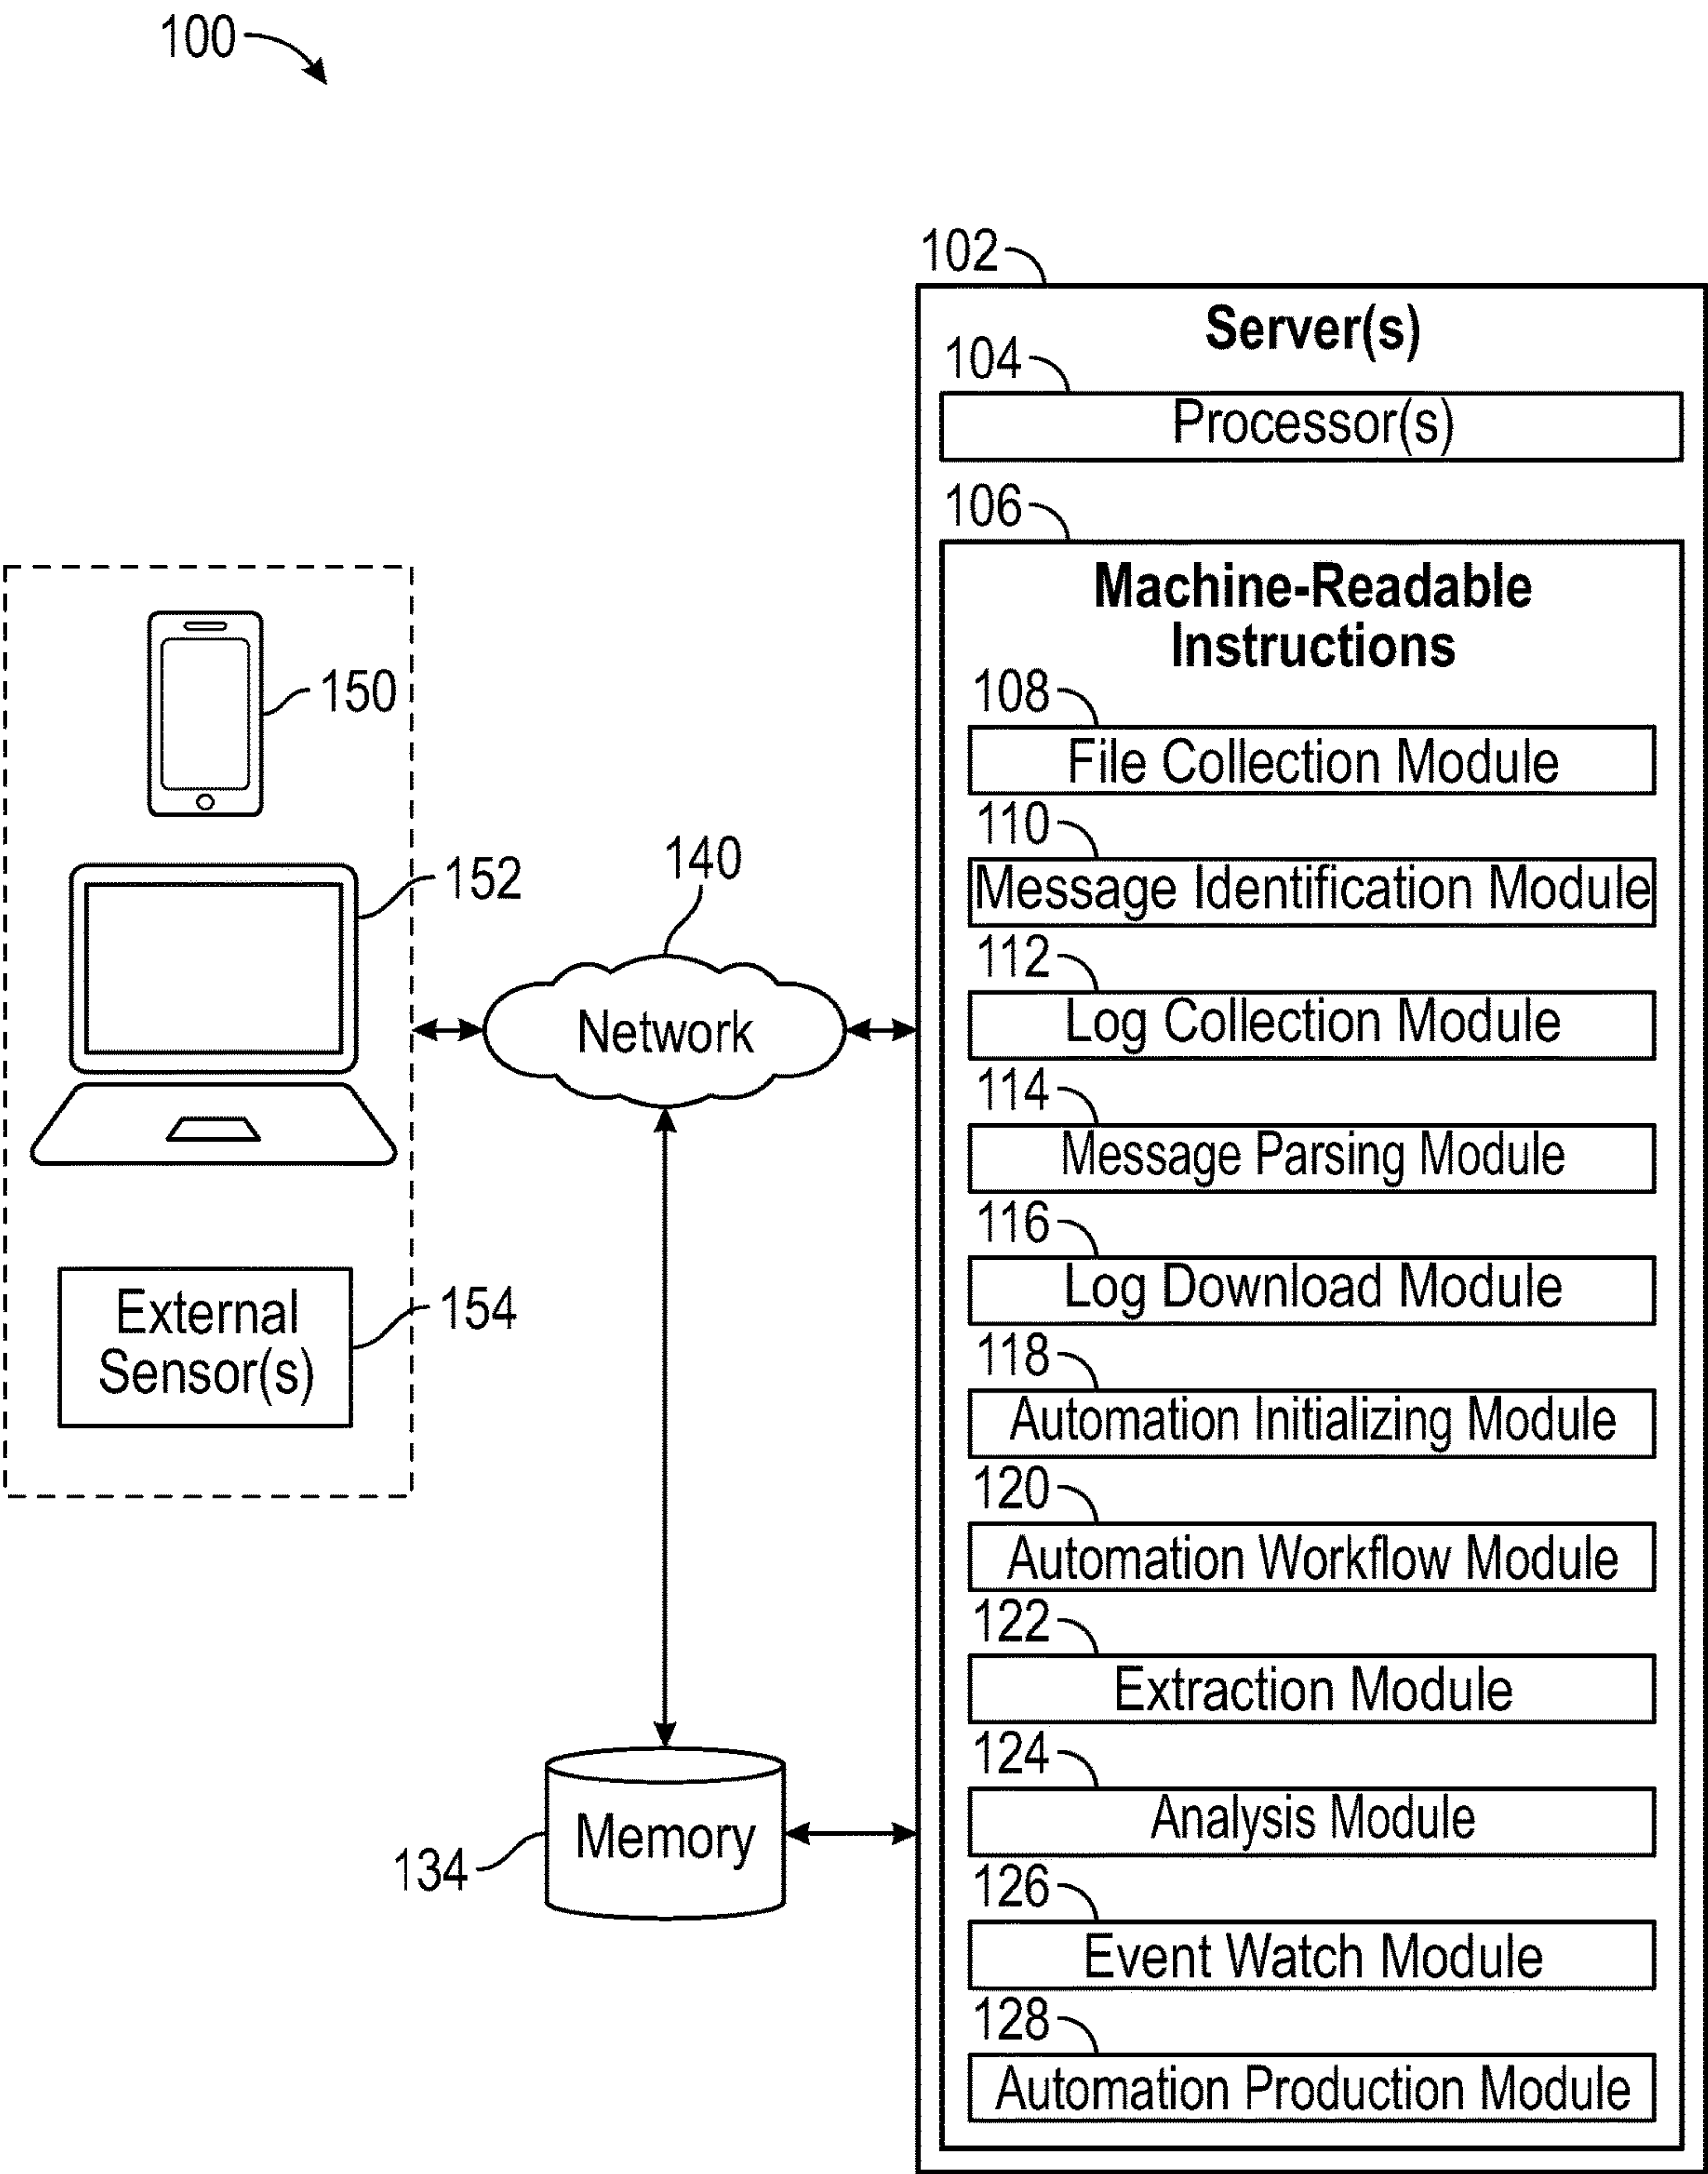 100
102
Server(s)
104
Processor(s)
106
Machine-Readable
Instructions
108
File Collection Module
110
Message Identification Module
112
Log Collection Module
114
Message Parsing Module
116
Log Download Module
118
Automation Initializing Module
120
Automation Workflow Module
122
Extraction Module
124
Analysis Module
126
Event Watch Module
128
Automation Production Module
150
152
External
Sensor(s)
154
140
Network
Memory
134